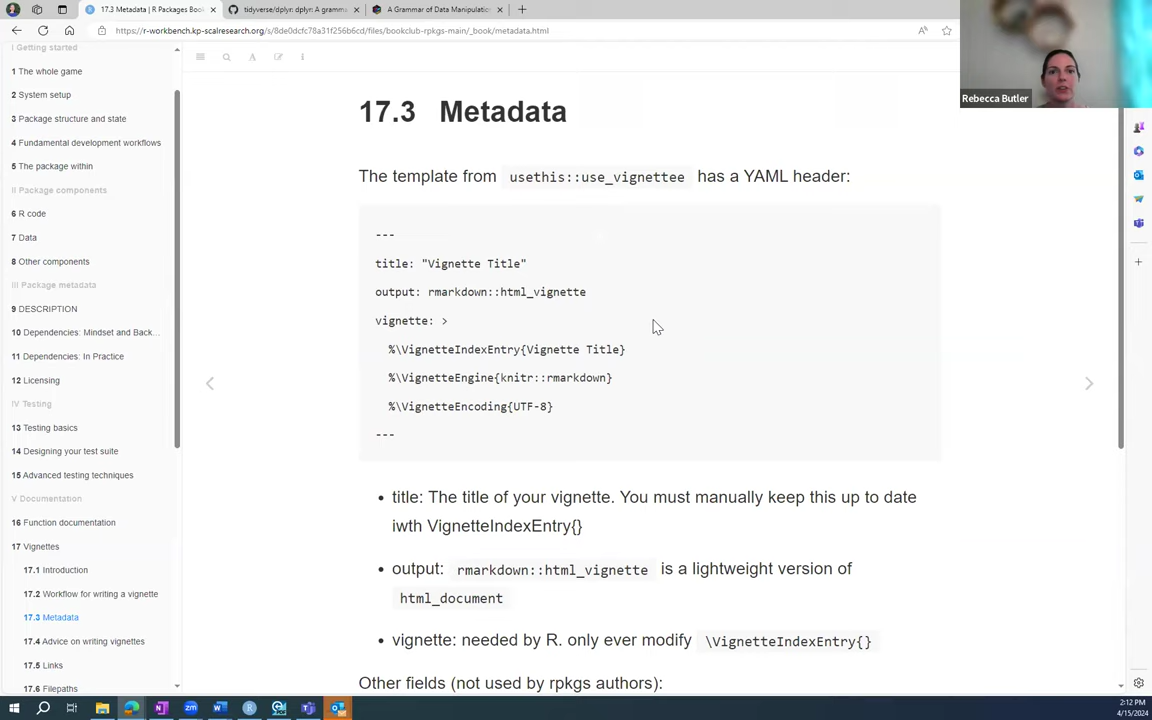 17.3 Metadata | R Packages Boo
tidyverse/dplyr: dplyr: A gramma
A Grammar of Data Manipulation
https://r-workbench.kp-scalresearch.org/s/8de0dcfc78a31f256b6cd/files/bookclub-rpkgs-main/_book/metadata.html
Rebecca Butler
I Getting started
1 The whole game
2 System setup
3 Package structure and state
4 Fundamental development workflows
5 The package within
II Package components
6 R code
7 Data
8 Other components
III Package metadata
9 DESCRIPTION
10 Dependencies: Mindset and Back...
11 Dependencies: In Practice
12 Licensing
IV Testing
13 Testing basics
14 Designing your test suite
15 Advanced testing techniques
V Documentation
16 Function documentation
17 Vignettes
17.1 Introduction
17.2 Workflow for writing a vignette
17.3 Metadata
17.4 Advice on writing vignettes
17.5 Links
17.6 Filepaths
17.3 Metadata
The template from usethis::use_vignettee has a YAML header:
---
title: "Vignette Title"
output: rmarkdown::html_vignette
vignette: >
%\VignetteIndexEntry{Vignette Title}
%\VignetteEngine{knitr::rmarkdown}
%\VignetteEncoding{UTF-8}
---
• title: The title of your vignette. You must manually keep this up to date
iwth VignetteIndexEntry{}
• output: rmarkdown::html_vignette is a lightweight version of
html_document
• vignette: needed by R. only ever modify \VignetteIndexEntry{}
Other fields (not used by rpkgs authors):
2:12 PM
4/15/2024